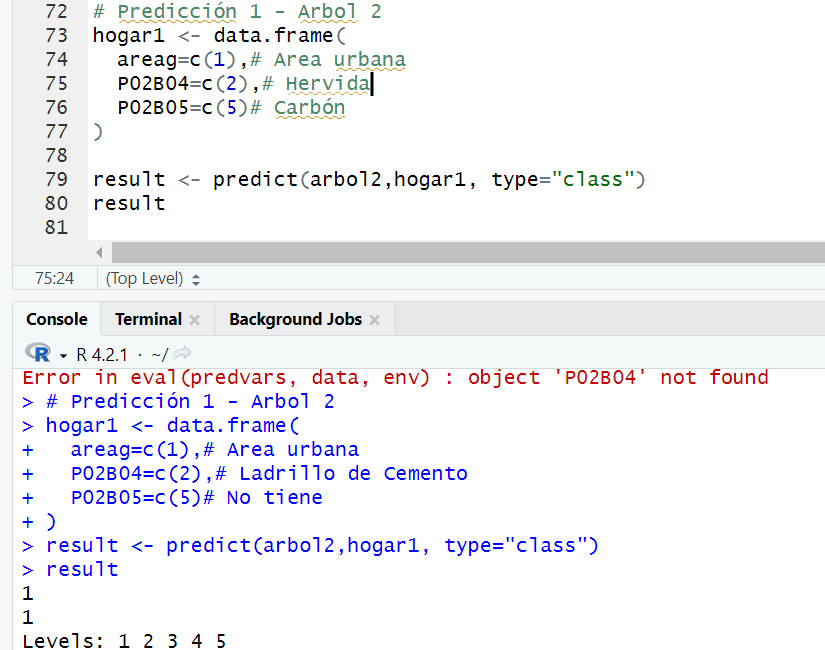 72 # Predicción 1 - Arbol 2
73 hogar1 <- data.frame(
74 areag=c(1),# Area urbana
75 P02B04=c(2),# Hervida
76 P02B05=c(5)# Carbón
77 )
78
79 result <- predict(arbol2,hogar1, type="class")
80 result
81
75:24 (Top Level)
Console Terminal Background Jobs
R R 4.2.1 · ~/
Error in eval(predvars, data, env) : object 'P02B04' not found
> # Predicción 1 - Arbol 2
> hogar1 <- data.frame(
+ areag=c(1),# Area urbana
+ P02B04=c(2),# Ladrillo de Cemento
+ P02B05=c(5)# No tiene
+ )
> result <- predict(arbol2,hogar1, type="class")
> result
1
1
Levels: 1 2 3 4 5